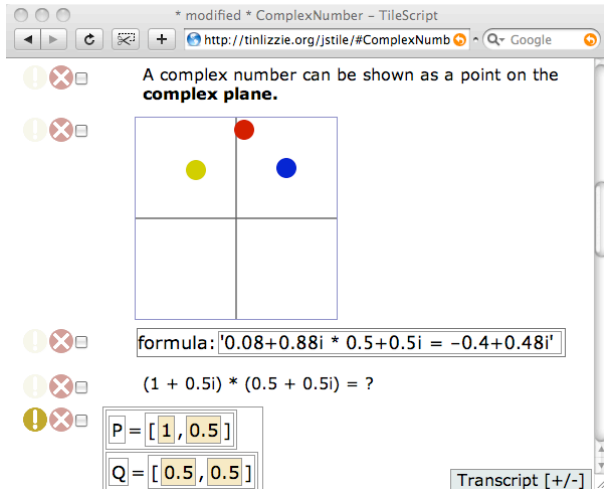 * modified * ComplexNumber – TileScript
http://tinlizzie.org/jstile/#ComplexNumb
Google
A complex number can be shown as a point on the
complex plane.
formula: '0.08+0.88i * 0.5+0.5i = −0.4+0.48i'
(1 + 0.5i) * (0.5 + 0.5i) = ?
P = [ 1 , 0.5 ]
Q = [ 0.5 , 0.5 ]
Transcript [+/-]